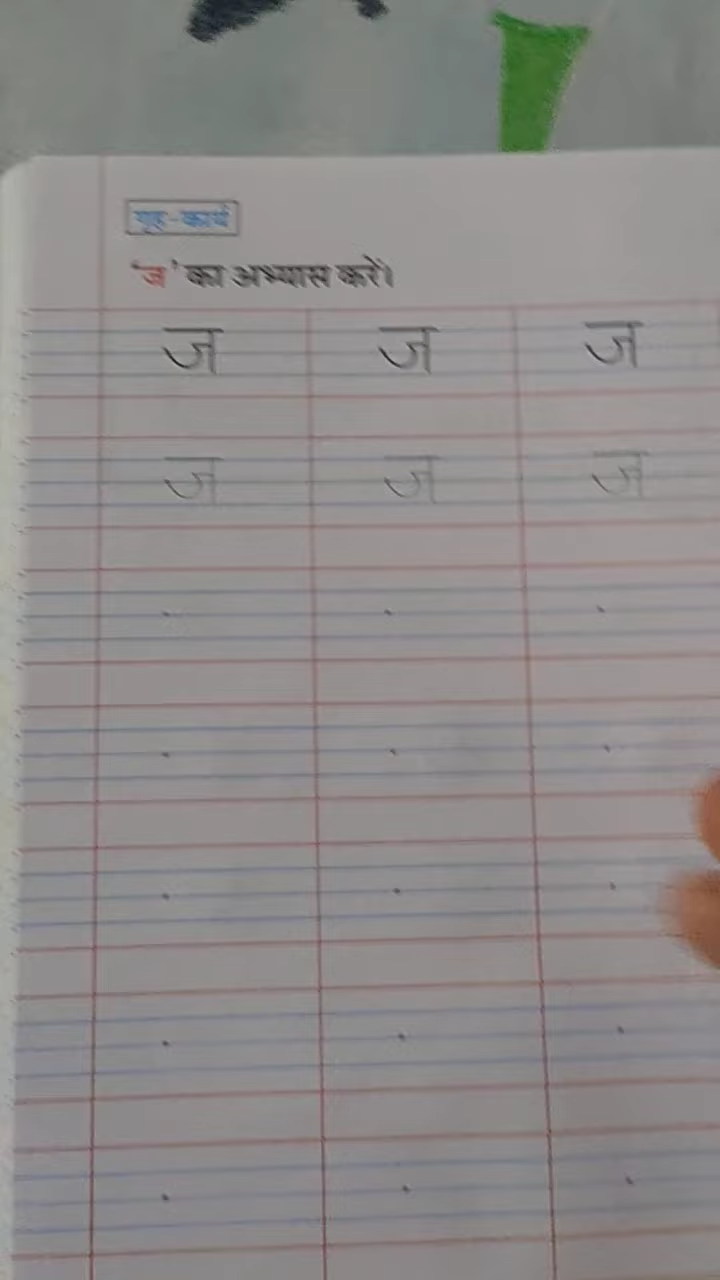 गृह-कार्य
'ज' का अभ्यास करें।
ज ज ज
ज ज ज